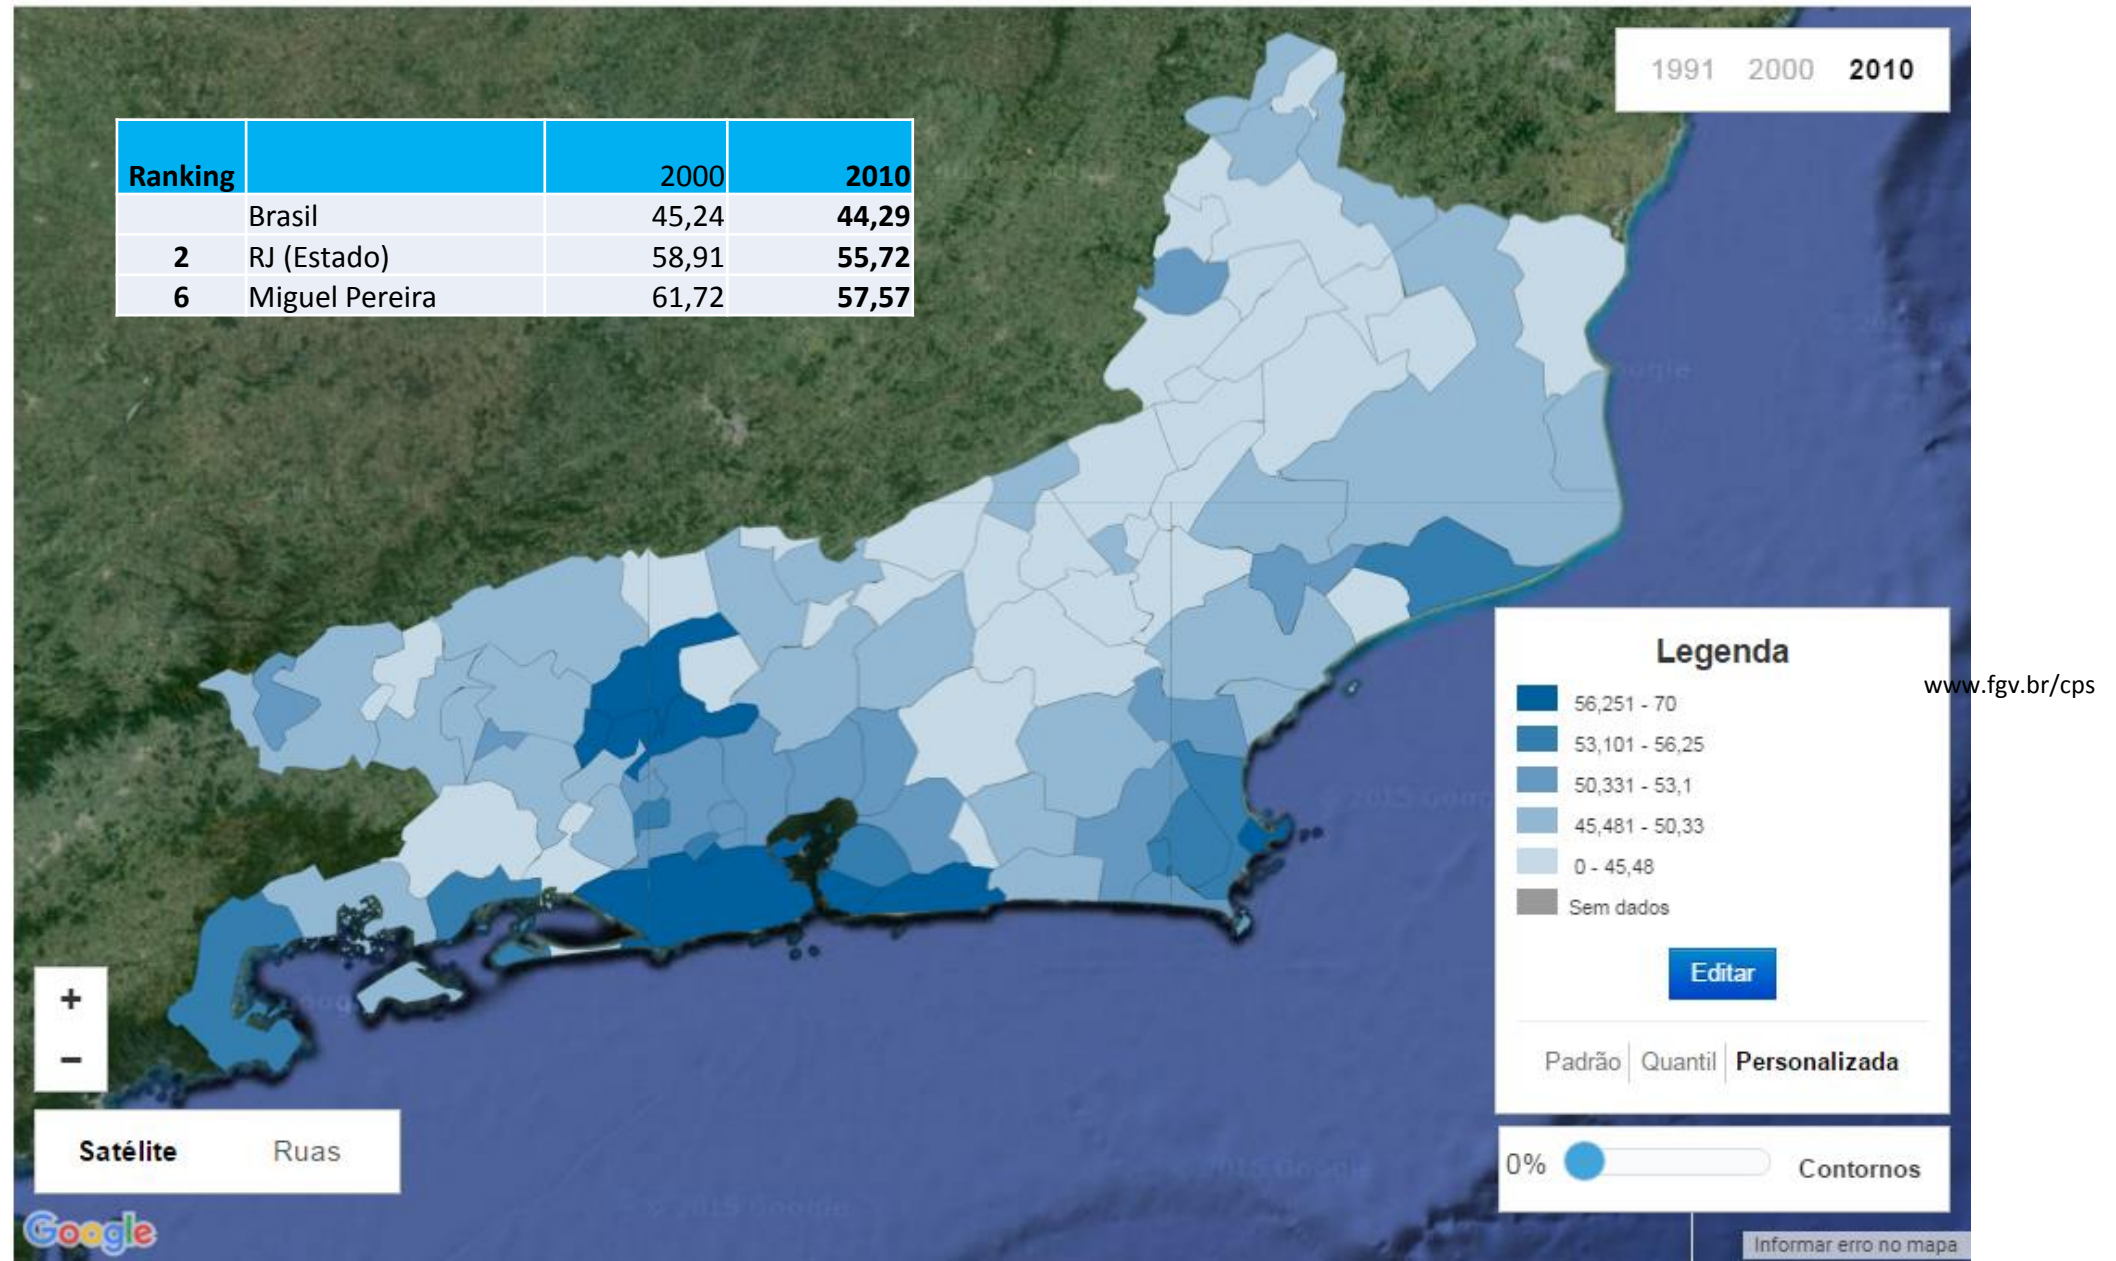 1991 2000 2010
Ranking 2000 2010
Brasil 45,24 44,29
2 RJ (Estado) 58,91 55,72
6 Miguel Pereira 61,72 57,57
Legenda
www.fgv.br/cps
56,251 - 70
53,101 - 56,25
50,331 - 53,1
45,481 - 50,33
0 - 45,48
Sem dados
Editar
Padrão Quantil Personalizada
+
−
Satélite Ruas
0% Contornos
Google
Informar erro no mapa